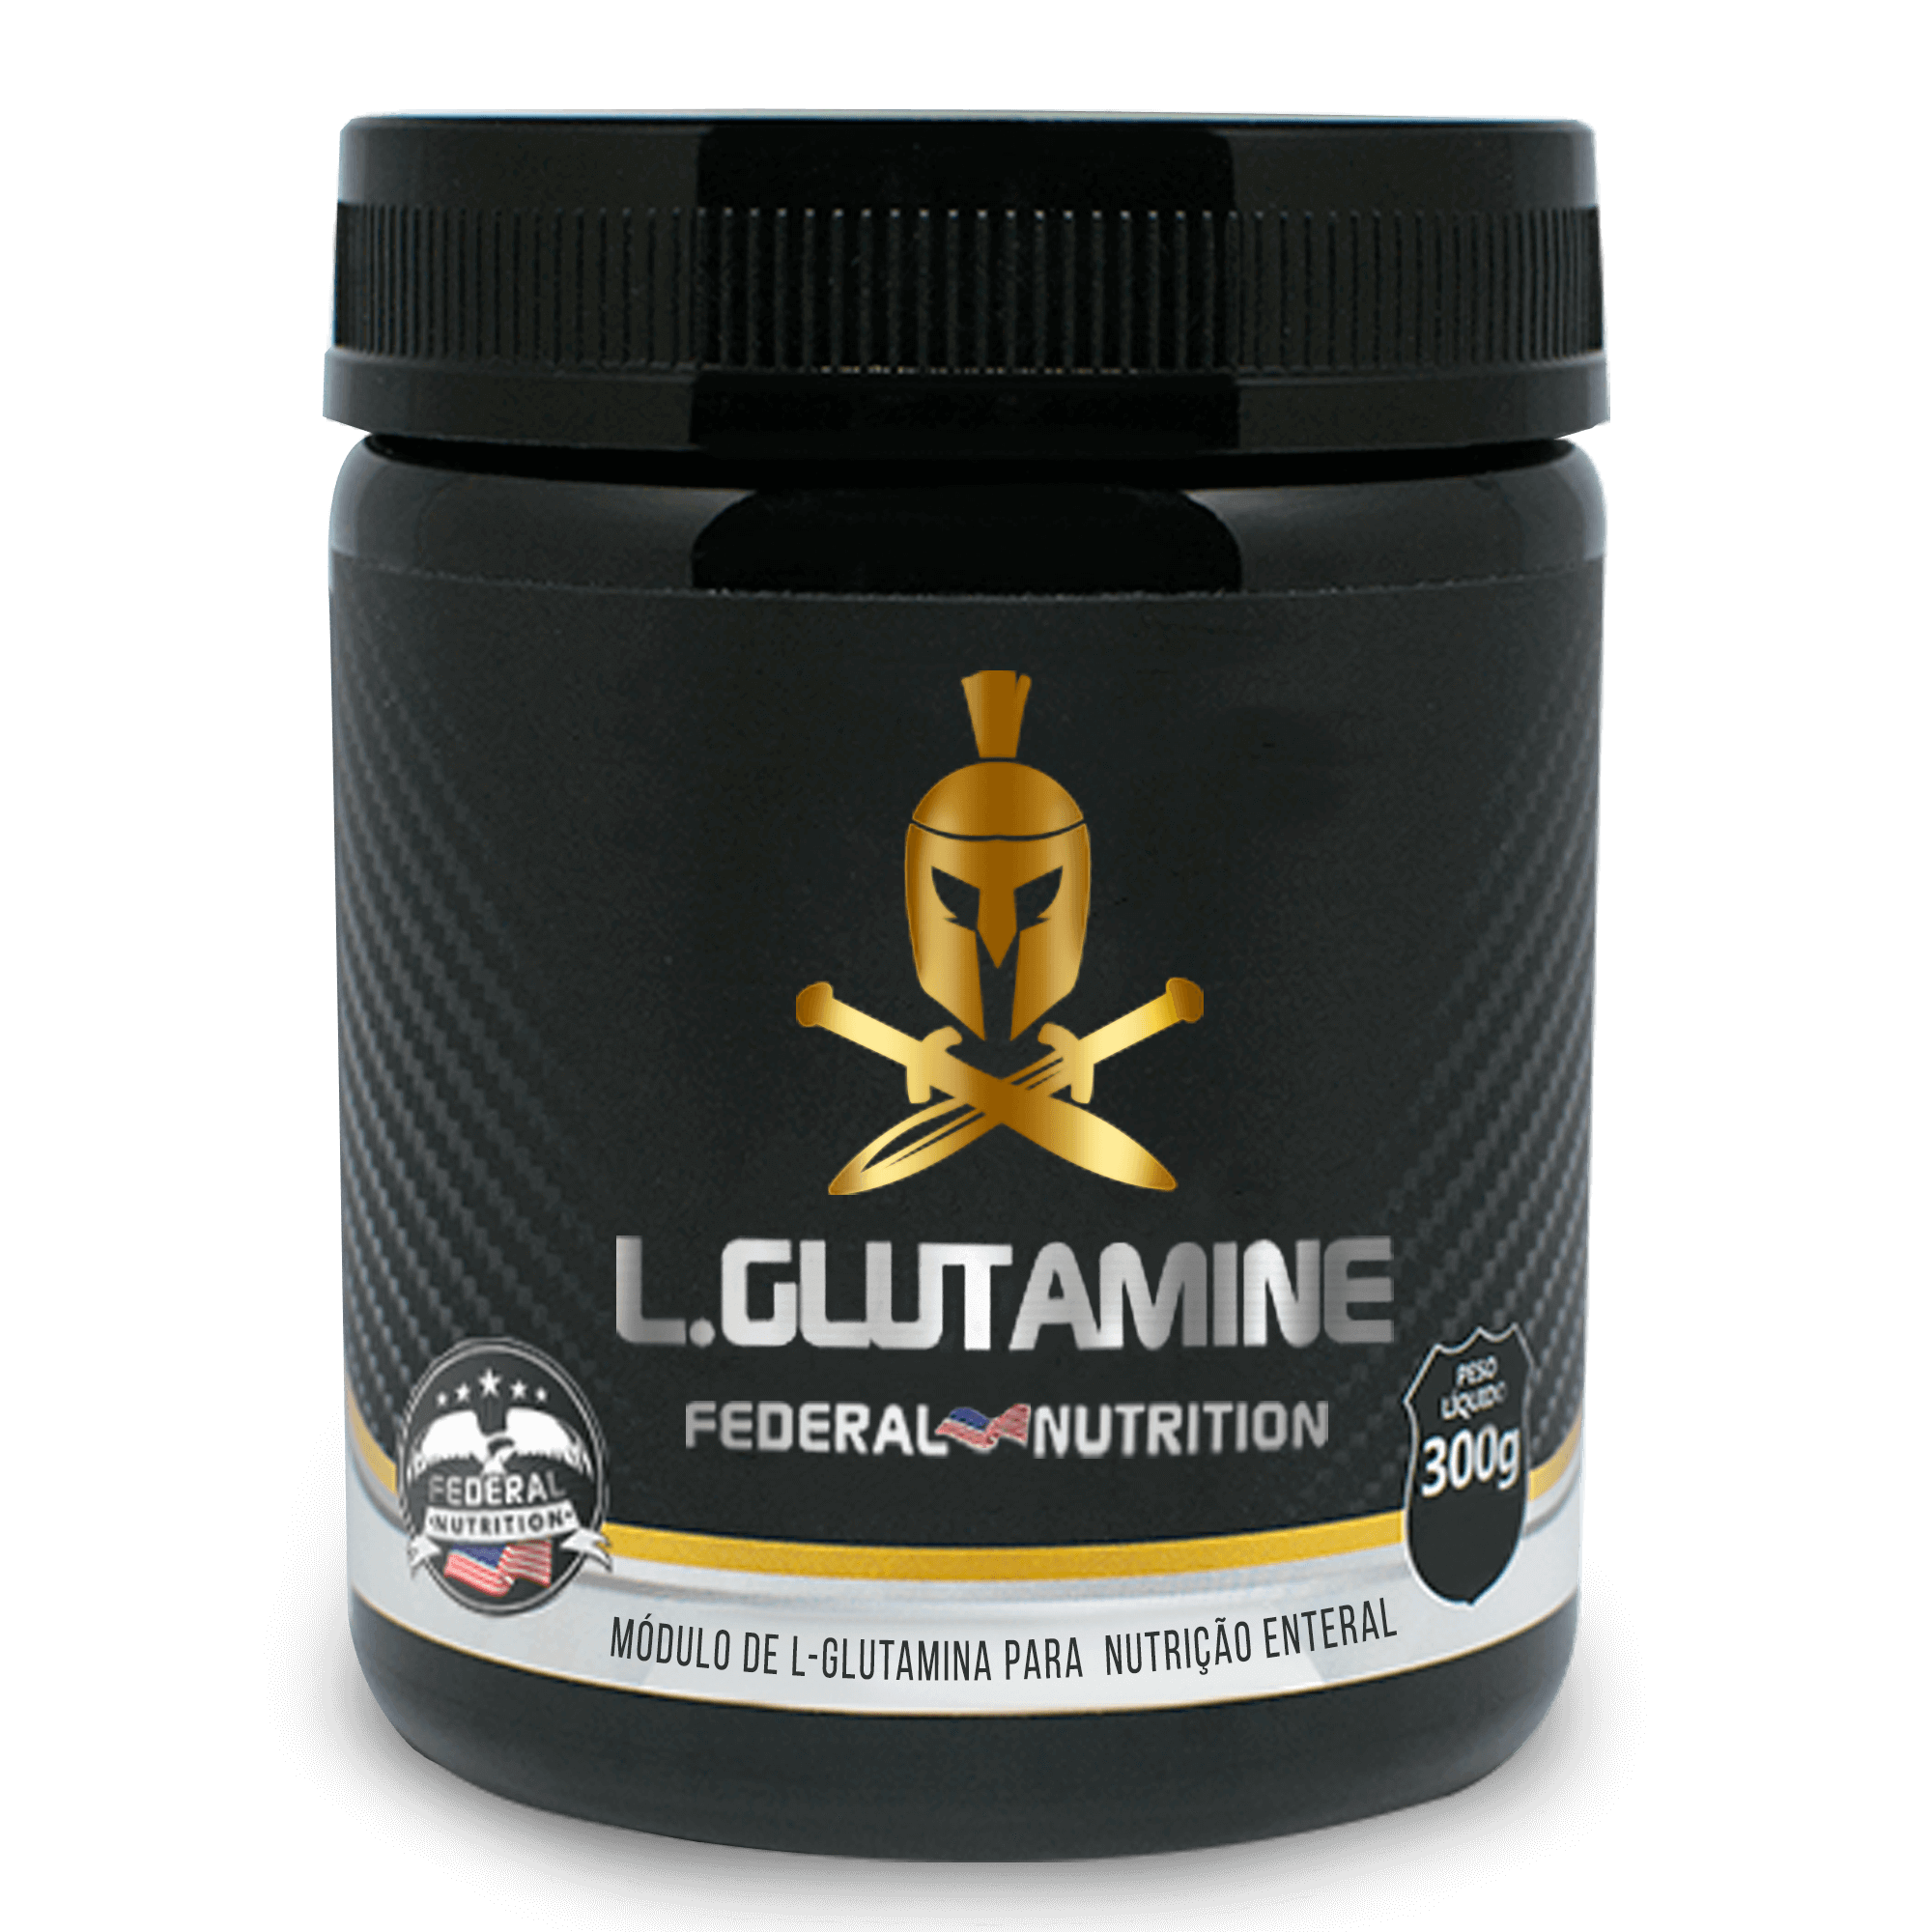 L.GLUTAMINE
FEDERAL NUTRITION
FEDERAL
•NUTRITION•
PESO
LÍQUIDO
300g
MÓDULO DE L-GLUTAMINA PARA NUTRIÇÃO ENTERAL